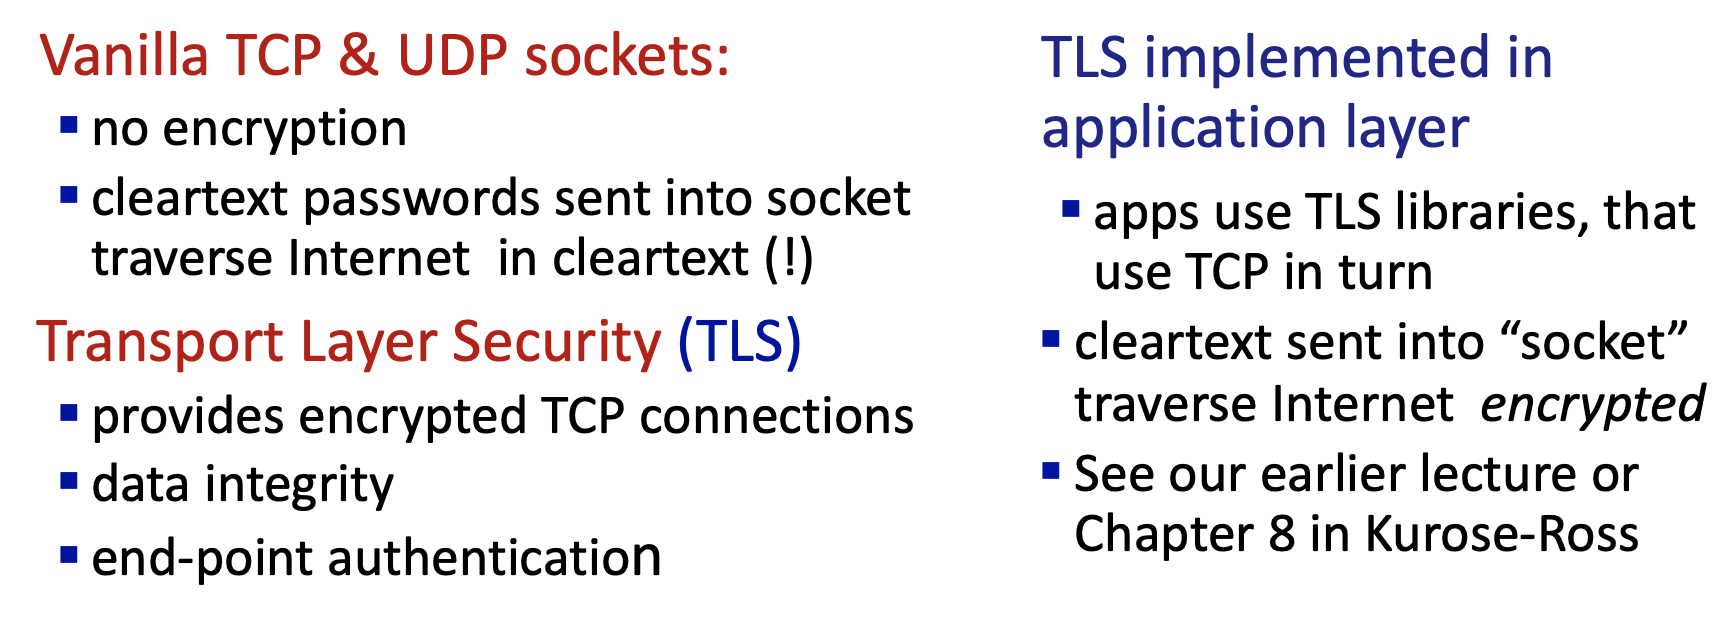 Vanilla TCP & UDP sockets:
▪ no encryption
▪ cleartext passwords sent into socket
traverse Internet in cleartext (!)
Transport Layer Security (TLS)
▪ provides encrypted TCP connections
▪ data integrity
▪ end-point authentication
TLS implemented in
application layer
▪ apps use TLS libraries, that
use TCP in turn
▪ cleartext sent into “socket”
traverse Internet encrypted
▪ See our earlier lecture or
Chapter 8 in Kurose-Ross